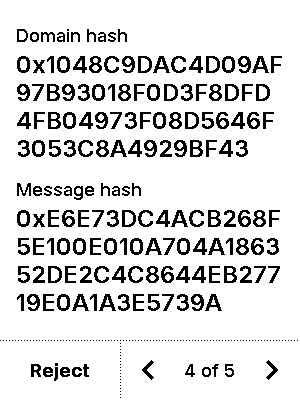 Domain hash
0x1048C9DAC4D09AF
97B93018F0D3F8DFD
4FB04973F08D5646F
3053C8A4929BF43
Message hash
0xE6E73DC4ACB268F
5E100E010A704A1863
52DE2C4C8644EB277
19E0A1A3E5739A
Reject
4 of 5